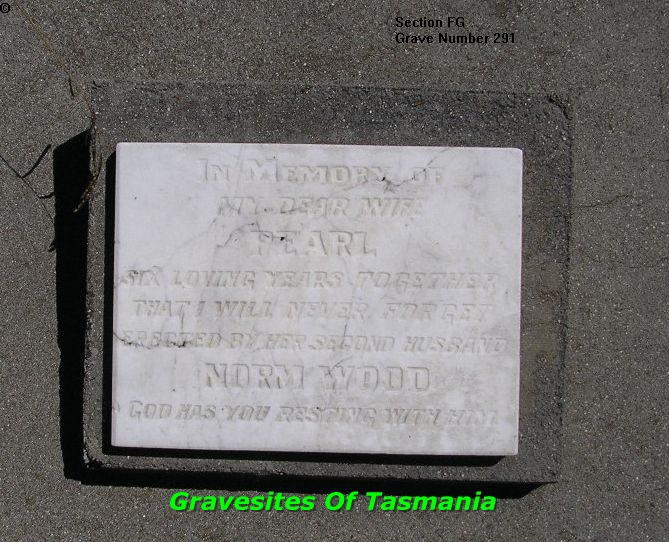 ©
Section FG
Grave Number 291
IN MEMORY OF
MY DEAR WIFE
PEARL
SIX LOVING YEARS TOGETHER
THAT I WILL NEVER FORGET
ERECTED BY HER SECOND HUSBAND
NORM WOOD
GOD HAS YOU RESTING WITH HIM
Gravesites Of Tasmania